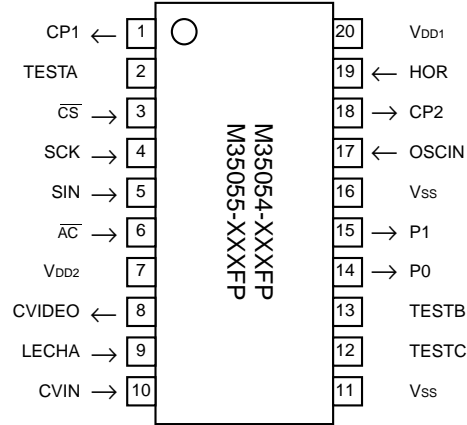 CP1 ← 1 20 VDD1
TESTA 2 19 ← HOR
C̅S̅ → 3 18 → CP2
SCK → 4 17 ← OSCIN
SIN → 5 16 VSS
A̅C̅ → 6 15 → P1
VDD2 7 14 → P0
CVIDEO ← 8 13 TESTB
LECHA → 9 12 TESTC
CVIN → 10 11 VSS
M35054-XXXFP
M35055-XXXFP